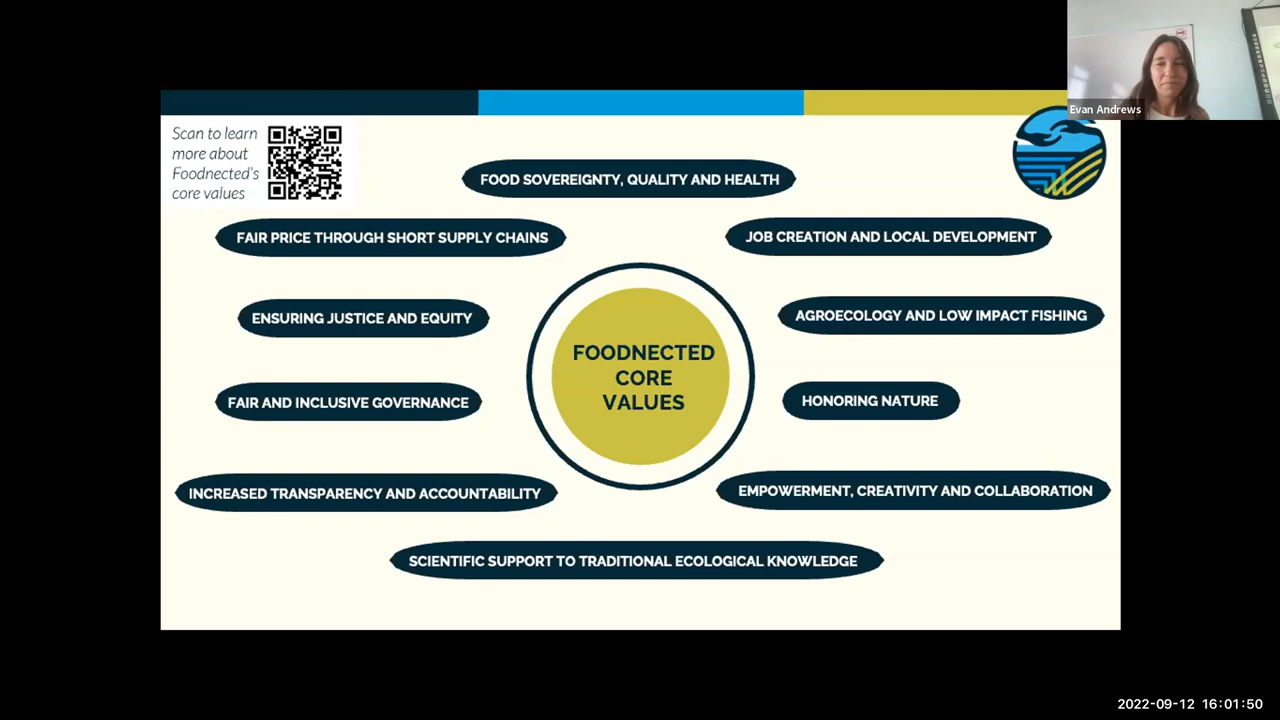 Evan Andrews
Scan to learn
more about
Foodnected's
core values
FOOD SOVEREIGNTY, QUALITY AND HEALTH
FAIR PRICE THROUGH SHORT SUPPLY CHAINS
JOB CREATION AND LOCAL DEVELOPMENT
ENSURING JUSTICE AND EQUITY
AGROECOLOGY AND LOW IMPACT FISHING
FOODNECTED
CORE
VALUES
FAIR AND INCLUSIVE GOVERNANCE
HONORING NATURE
INCREASED TRANSPARENCY AND ACCOUNTABILITY
EMPOWERMENT, CREATIVITY AND COLLABORATION
SCIENTIFIC SUPPORT TO TRADITIONAL ECOLOGICAL KNOWLEDGE
2022-09-12 16:01:50